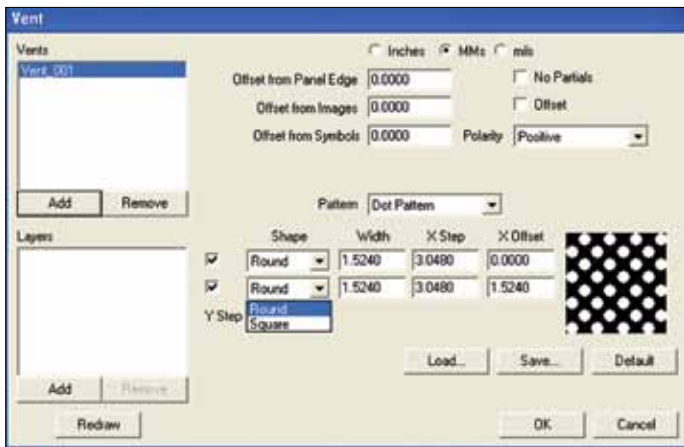 Vent
Vents
Inches MMs mils
Vent_001
Offset from Panel Edge 0.0000 No Partials
Offset from Images 0.0000 Offset
Offset from Symbols 0.0000 Polarity Positive
Add Remove
Pattern Dot Pattern
Layers
Shape Width X Step X Offset
Round 1.5240 3.0480 0.0000
Round 1.5240 3.0480 1.5240
Y Step Round
Square
Load... Save... Default
Add Remove
Redraw OK Cancel